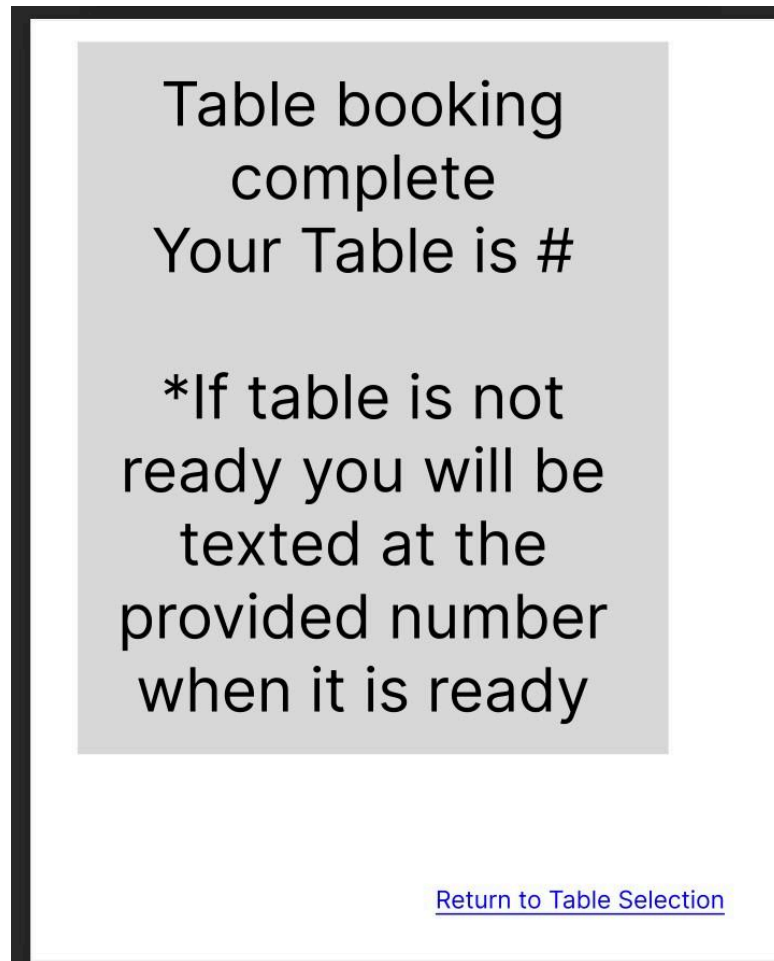 Table booking
complete
Your Table is #
*If table is not
ready you will be
texted at the
provided number
when it is ready
Return to Table Selection